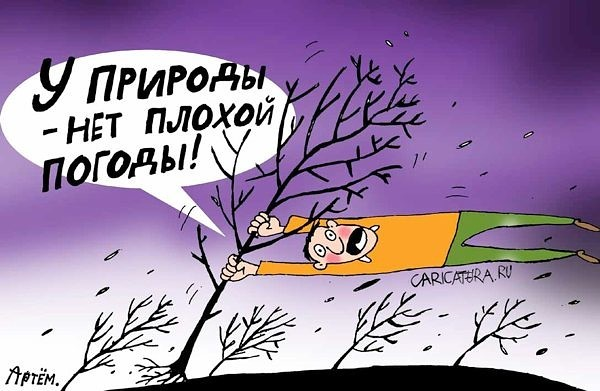 У ПРИРОДЫ
- НЕТ ПЛОХОЙ
ПОГОДЫ!
CARICATURA.RU
АРТЁМ.